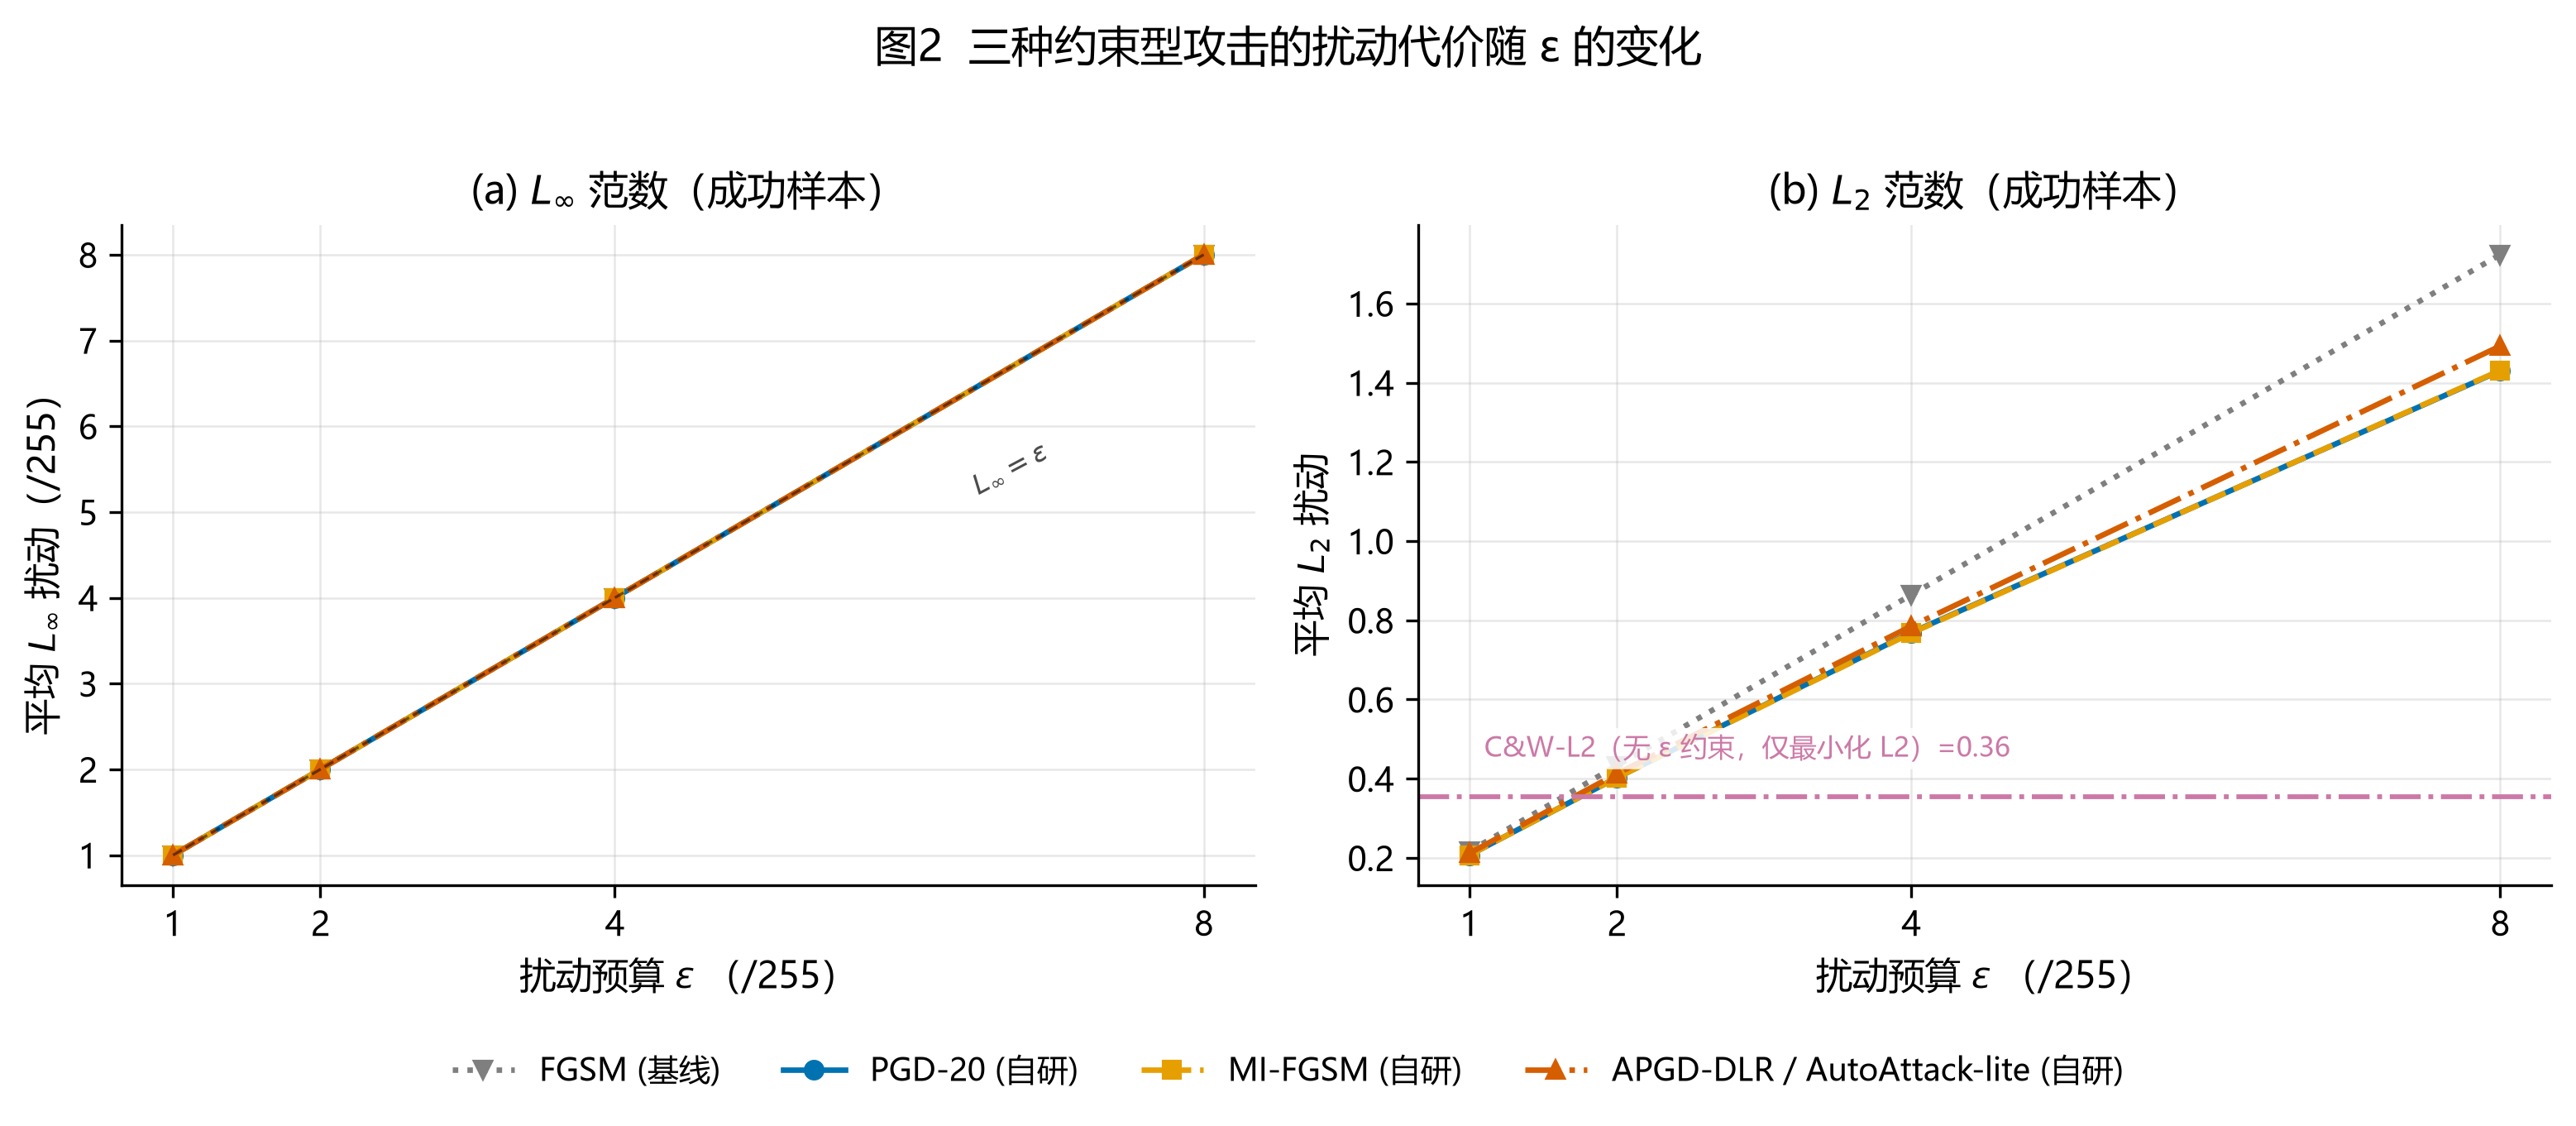 图2 三种约束型攻击的扰动代价随 ε 的变化
(a) L∞ 范数（成功样本）
平均 L∞ 扰动（/255）
8
7
6
5
4
3
2
1
L∞ = ε
1 2 4 8
扰动预算 ε （/255）
(b) L2 范数（成功样本）
平均 L2 扰动
1.6
1.4
1.2
1.0
0.8
0.6
0.4
0.2
C&W-L2（无 ε 约束，仅最小化 L2）=0.36
1 2 4 8
扰动预算 ε （/255）
FGSM (基线) PGD-20 (自研) MI-FGSM (自研) APGD-DLR / AutoAttack-lite (自研)